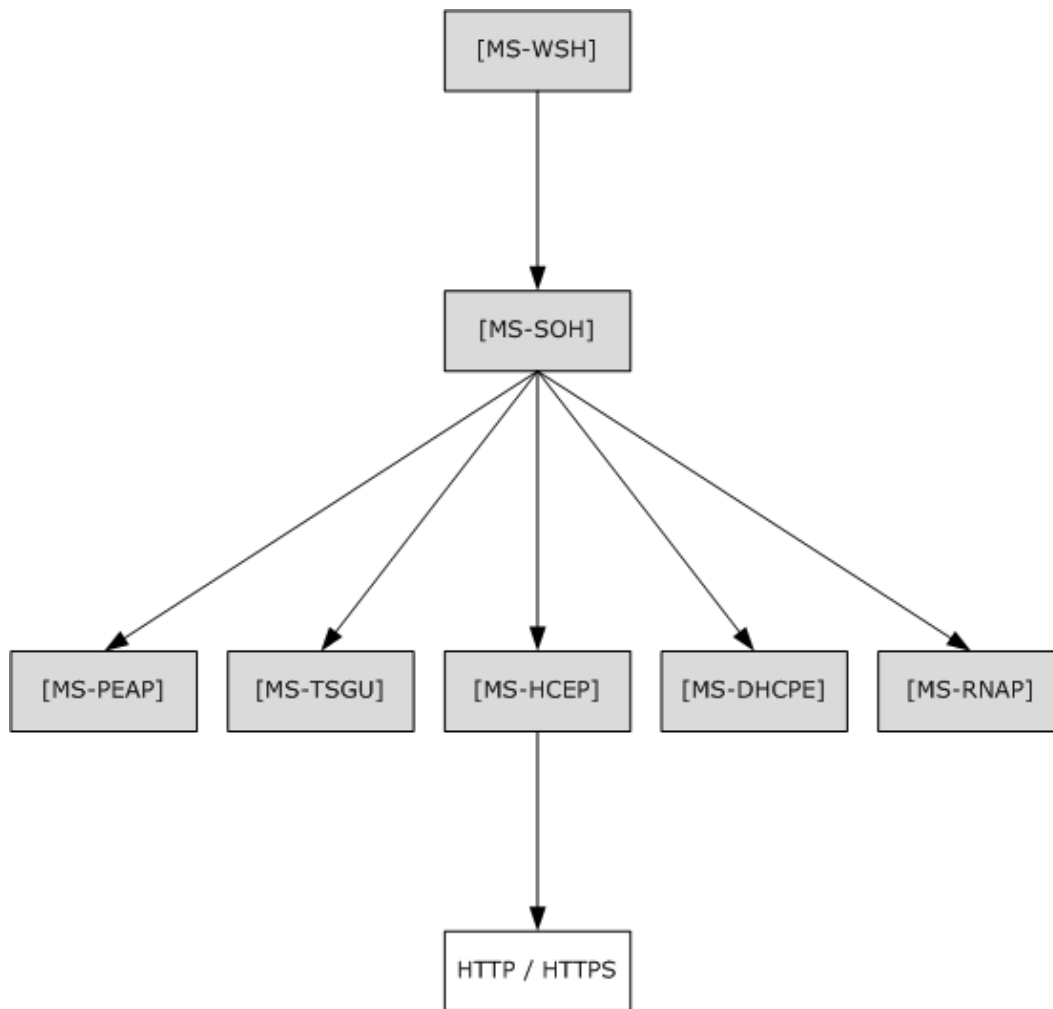 [MS-WSH]
[MS-SOH]
[MS-PEAP]
[MS-TSGU]
[MS-HCEP]
[MS-DHCPE]
[MS-RNAP]
HTTP / HTTPS